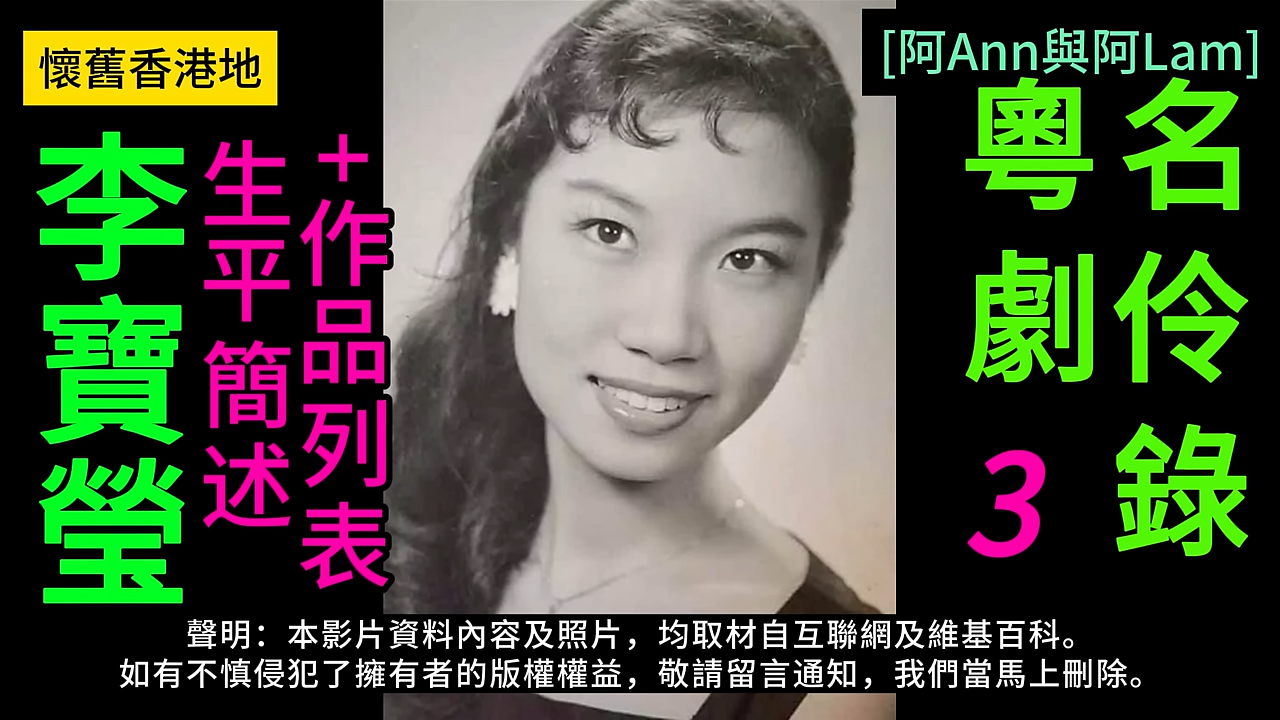 懷舊香港地
[阿Ann與阿Lam]
李寶瑩
生平簡述
+作品列表
名伶錄
粵劇3
聲明：本影片資料內容及照片，均取材自互聯網及維基百科。
如有不慎侵犯了擁有者的版權權益，敬請留言通知，我們當馬上刪除。